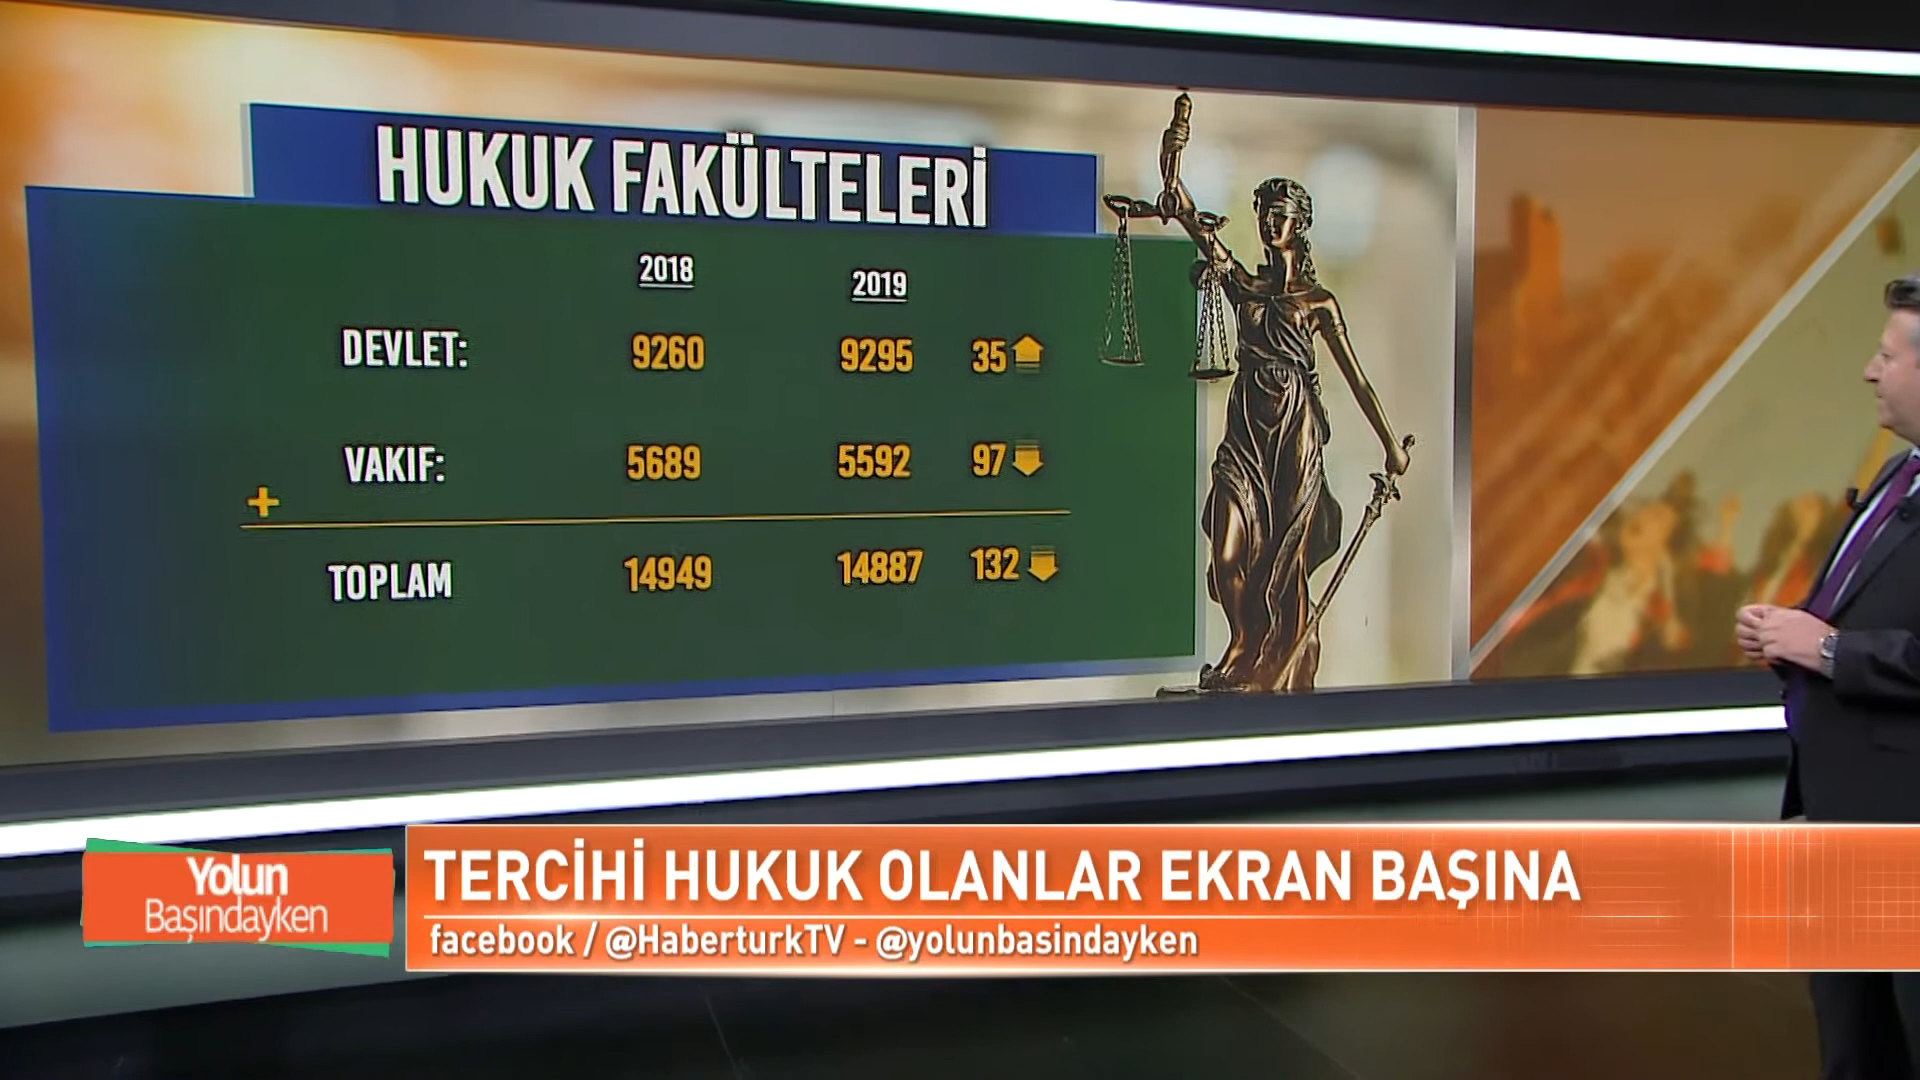 HUKUK FAKÜLTELERİ
2018 2019
DEVLET: 9260 9295 35
VAKIF: 5689 5592 97
+
TOPLAM 14949 14887 132
Yolun
Başındayken
TERCİHİ HUKUK OLANLAR EKRAN BAŞINA
facebook / @HaberturkTV - @yolunbasindayken